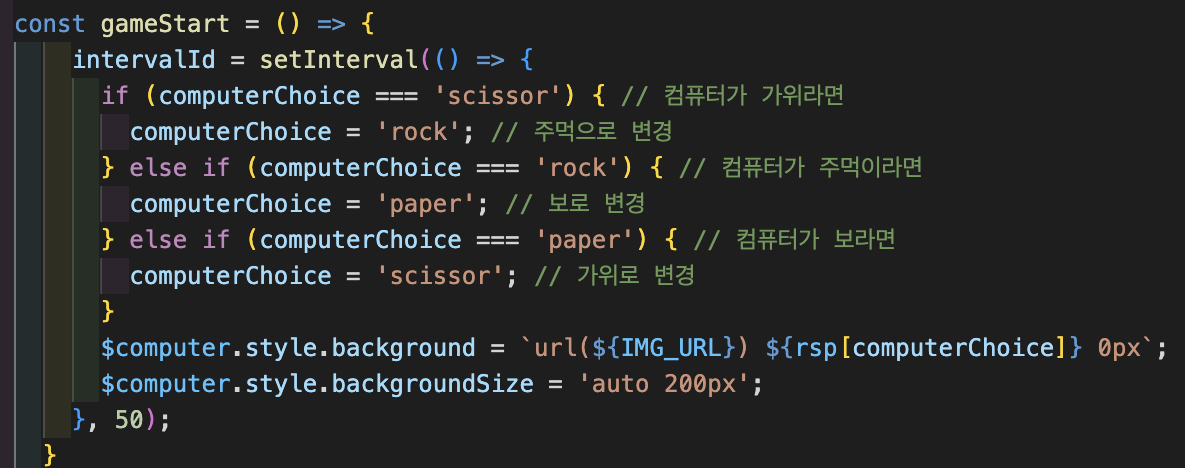 const gameStart = () => {
intervalId = setInterval(() => {
if (computerChoice === 'scissor') { // 컴퓨터가 가위라면
computerChoice = 'rock'; // 주먹으로 변경
} else if (computerChoice === 'rock') { // 컴퓨터가 주먹이라면
computerChoice = 'paper'; // 보로 변경
} else if (computerChoice === 'paper') { // 컴퓨터가 보라면
computerChoice = 'scissor'; // 가위로 변경
}
$computer.style.background = `url(${IMG_URL}) ${rsp[computerChoice]} 0px`;
$computer.style.backgroundSize = 'auto 200px';
}, 50);
}